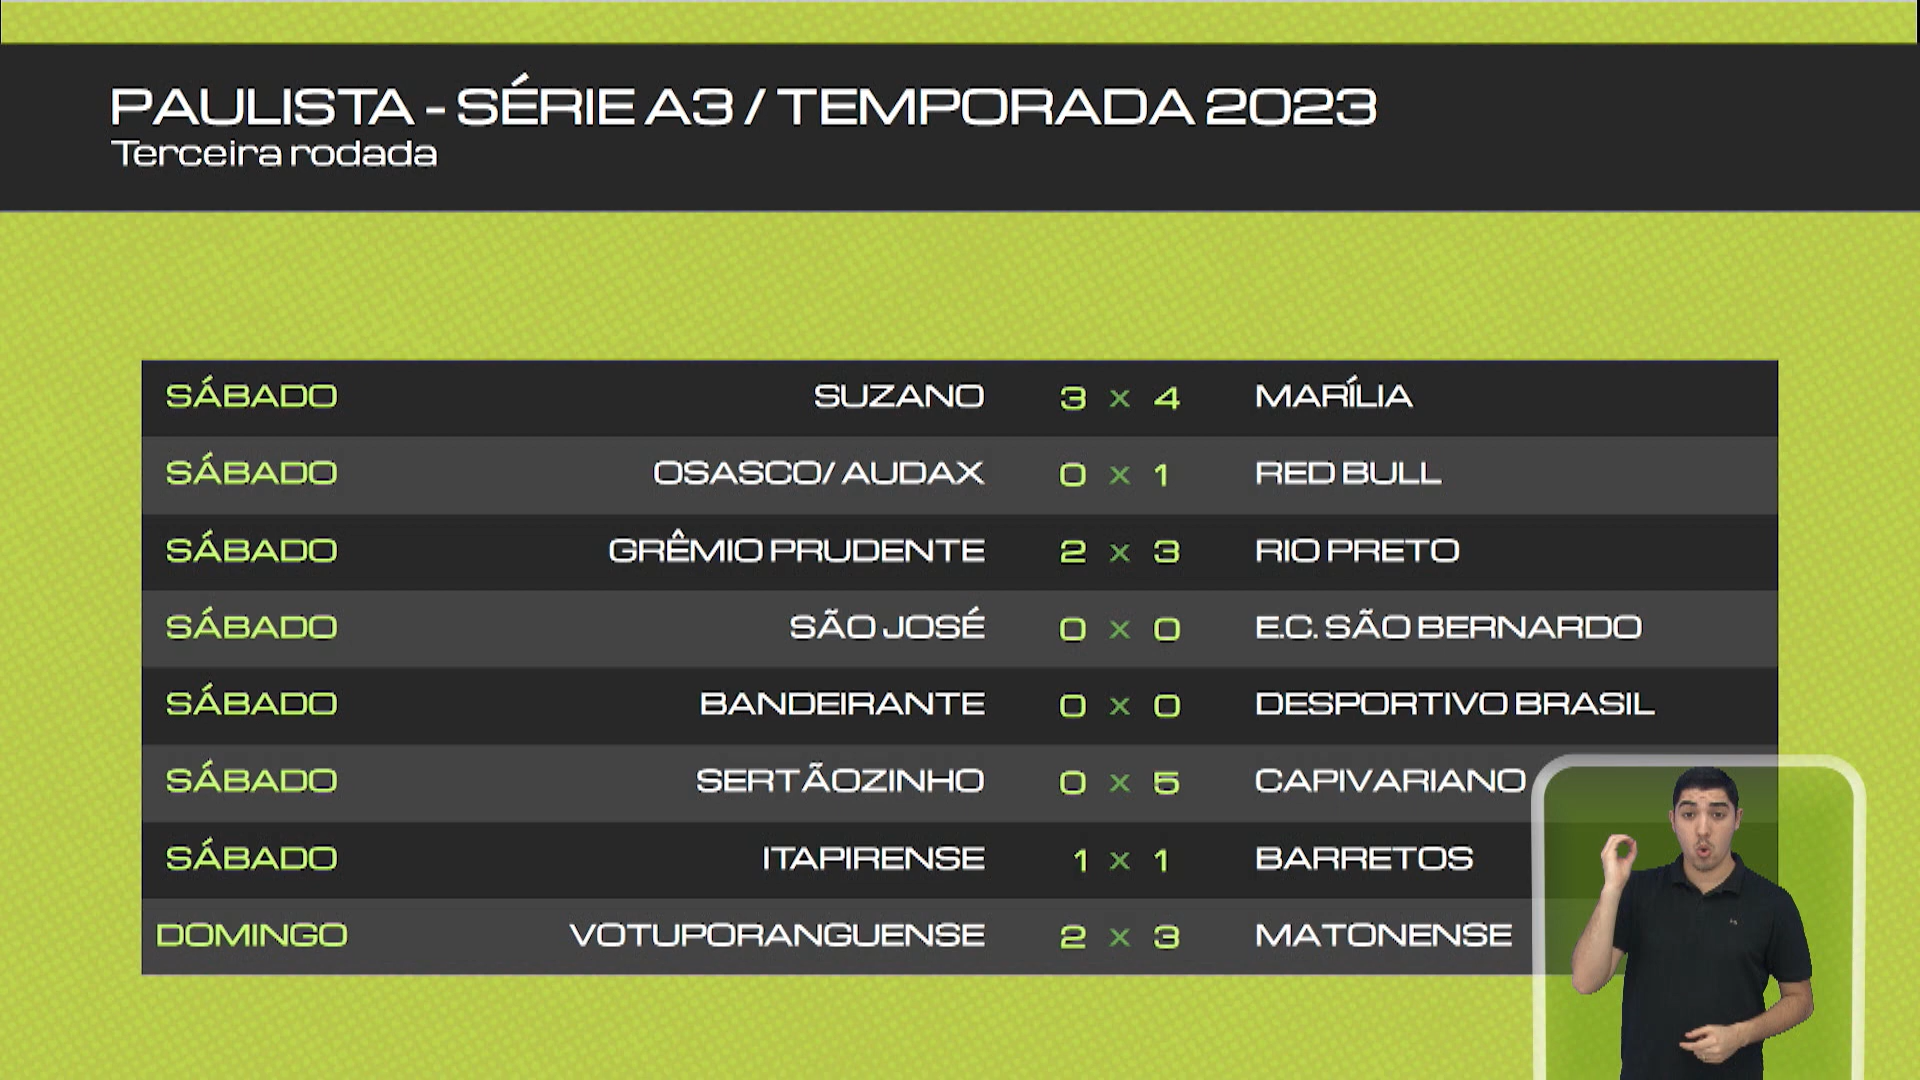 PAULISTA - SÉRIE A3 / TEMPORADA 2023
Terceira rodada
SÁBADO SUZANO 3 x 4 MARÍLIA
SÁBADO OSASCO/ AUDAX 0 x 1 RED BULL
SÁBADO GRÊMIO PRUDENTE 2 x 3 RIO PRETO
SÁBADO SÃO JOSÉ 0 x 0 E.C. SÃO BERNARDO
SÁBADO BANDEIRANTE 0 x 0 DESPORTIVO BRASIL
SÁBADO SERTÃOZINHO 0 x 5 CAPIVARIANO
SÁBADO ITAPIRENSE 1 x 1 BARRETOS
DOMINGO VOTUPORANGUENSE 2 x 3 MATONENSE